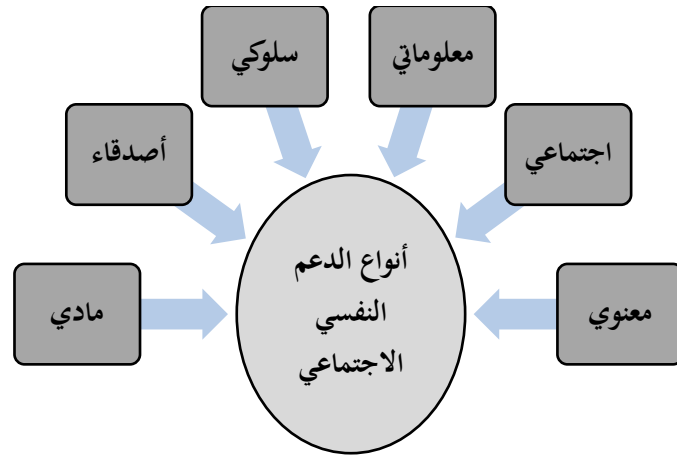 معلوماتي
سلوكي
اجتماعي
أصدقاء
معنوي
مادي
أنواع الدعم
النفسي
الاجتماعي